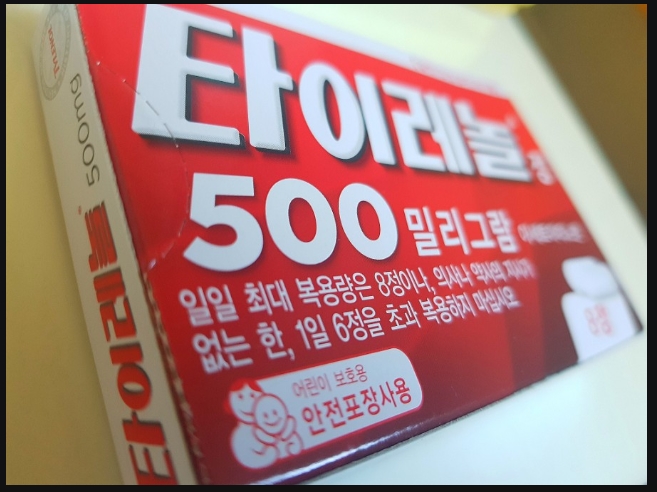 타이레놀 정
500 밀리그람
일일 최대 복용량은 8정이나, 의사나 약사의 지시가
없는 한, 1일 6정을 초과 복용하지 마십시오
어린이 보호용
안전포장사용
8정
타이레놀 500mg
TYLENOL